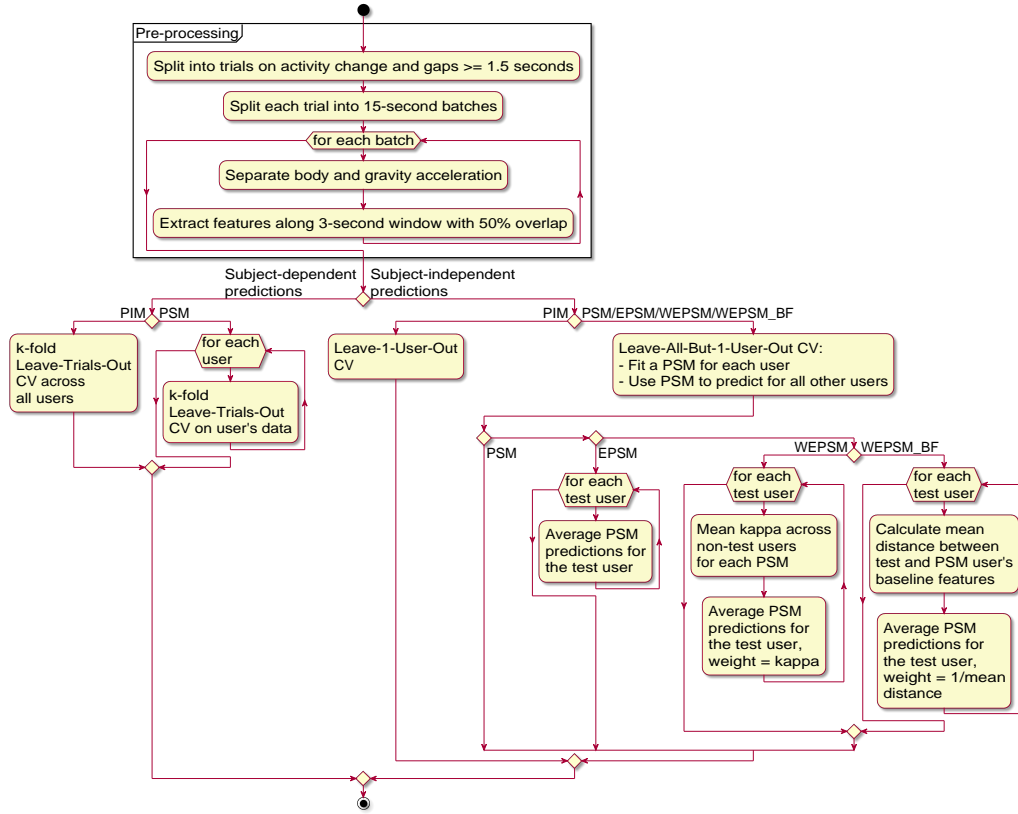 Pre-processing
Split into trials on activity change and gaps >= 1.5 seconds
Split each trial into 15-second batches
for each batch
Separate body and gravity acceleration
Extract features along 3-second window with 50% overlap
Subject-dependent
predictions
Subject-independent
predictions
PIM
PSM
k-fold
Leave-Trials-Out
CV across
all users
for each
user
k-fold
Leave-Trials-Out
CV on user's data
PIM
PSM/EPSM/WEPSM/WEPSM_BF
Leave-1-User-Out
CV
Leave-All-But-1-User-Out CV:
- Fit a PSM for each user
- Use PSM to predict for all other users
PSM
EPSM
for each
test user
Average PSM
predictions for
the test user
WEPSM
WEPSM_BF
for each
test user
Mean kappa across
non-test users
for each PSM
Average PSM
predictions for
the test user,
weight = kappa
for each
test user
Calculate mean
distance between
test and PSM user's
baseline features
Average PSM
predictions for
the test user,
weight = 1/mean
distance